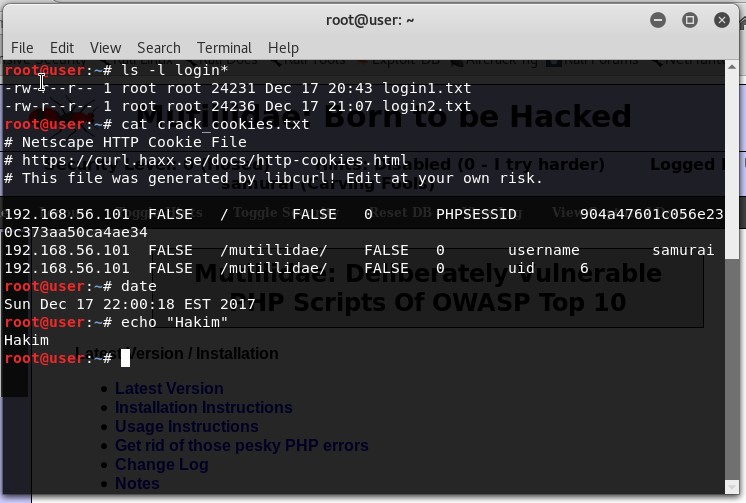 root@user: ~
File Edit View Search Terminal Help
root@user:~# ls -l login*
-rw-r--r-- 1 root root 24231 Dec 17 20:43 login1.txt
-rw-r--r-- 1 root root 24236 Dec 17 21:07 login2.txt
root@user:~# cat crack_cookies.txt
# Netscape HTTP Cookie File
# https://curl.haxx.se/docs/http-cookies.html
# This file was generated by libcurl! Edit at your own risk.
192.168.56.101 FALSE / FALSE 0 PHPSESSID 904a47601c056e23
0c373aa50ca4ae34
192.168.56.101 FALSE /mutillidae/ FALSE 0 username samurai
192.168.56.101 FALSE /mutillidae/ FALSE 0 uid 6
root@user:~# date
Sun Dec 17 22:00:18 EST 2017
root@user:~# echo "Hakim"
Hakim
root@user:~#
Mutillidae: Born to be Hacked
Disabled (0 - I try harder) Logged
samurai (Carving Fools)
Toggle Reset DB
Mutillidae: Deliberately Vulnerable
PHP Scripts Of OWASP Top 10
Latest Version / Installation
Latest Version
Installation Instructions
Usage Instructions
Get rid of those pesky PHP errors
Change Log
Notes